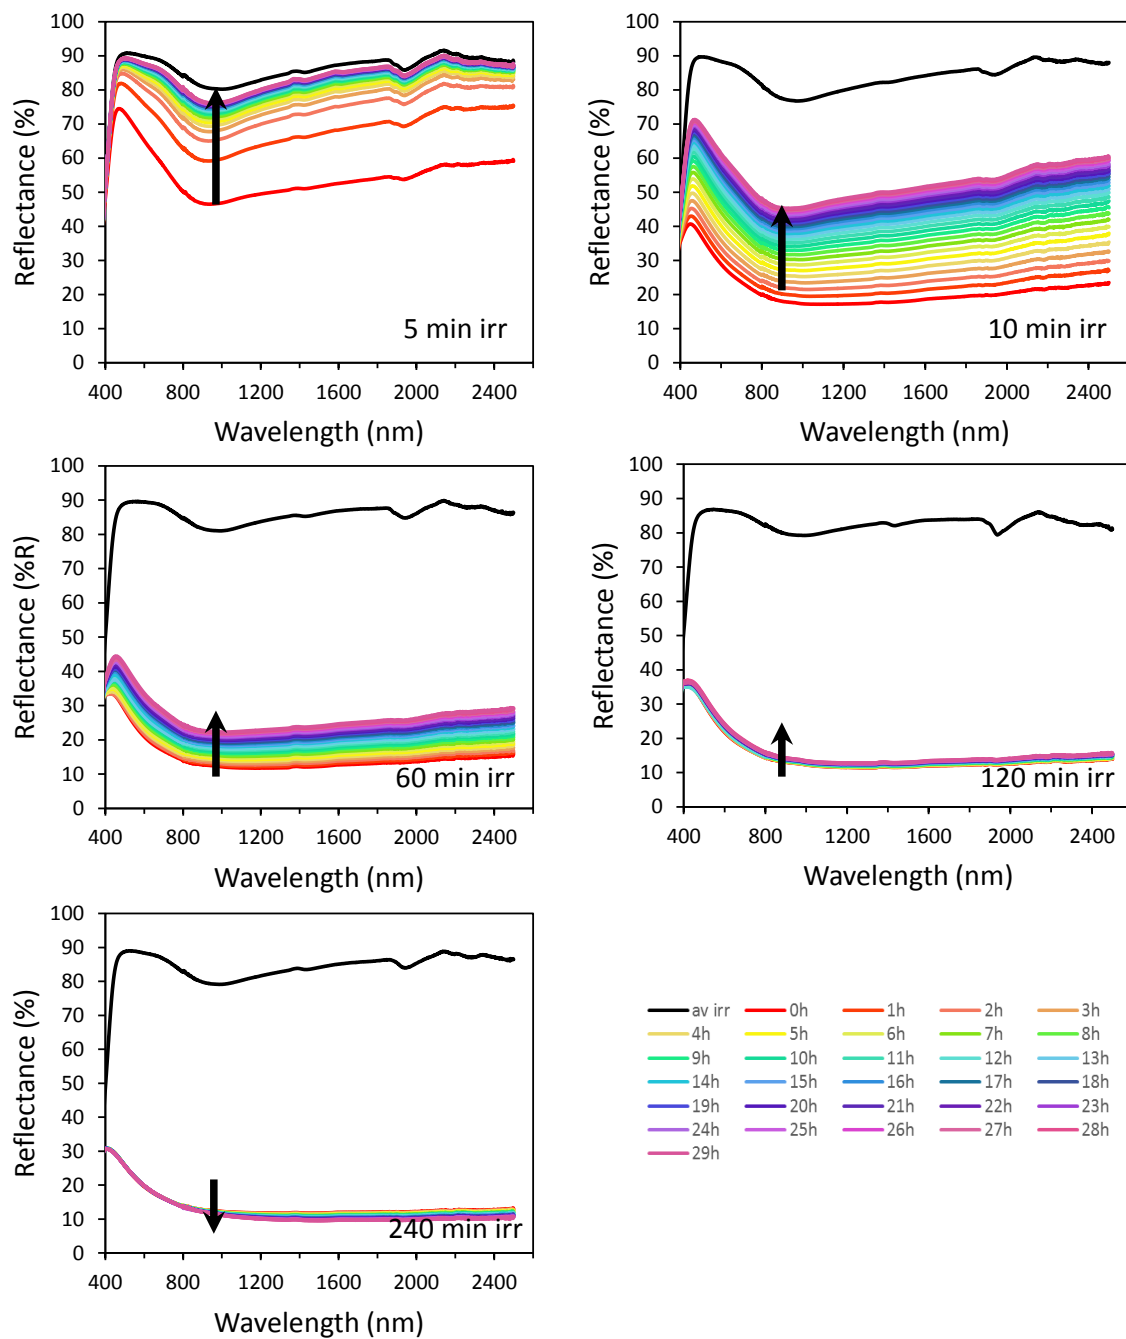 100
90
80
70
60
50
40
30
20
10
0
Reflectance (%)
5 min irr
400 800 1200 1600 2000 2400
Wavelength (nm)
100
90
80
70
60
50
40
30
20
10
0
Reflectance (%)
10 min irr
400 800 1200 1600 2000 2400
Wavelength (nm)
100
90
80
70
60
50
40
30
20
10
0
Reflectance (%R)
60 min irr
400 800 1200 1600 2000 2400
Wavelength (nm)
100
90
80
70
60
50
40
30
20
10
0
Reflectance (%)
120 min irr
400 800 1200 1600 2000 2400
Wavelength (nm)
100
90
80
70
60
50
40
30
20
10
0
Reflectance (%)
240 min irr
400 800 1200 1600 2000 2400
Wavelength (nm)
av irr 0h 1h 2h 3h
4h 5h 6h 7h 8h
9h 10h 11h 12h 13h
14h 15h 16h 17h 18h
19h 20h 21h 22h 23h
24h 25h 26h 27h 28h
29h